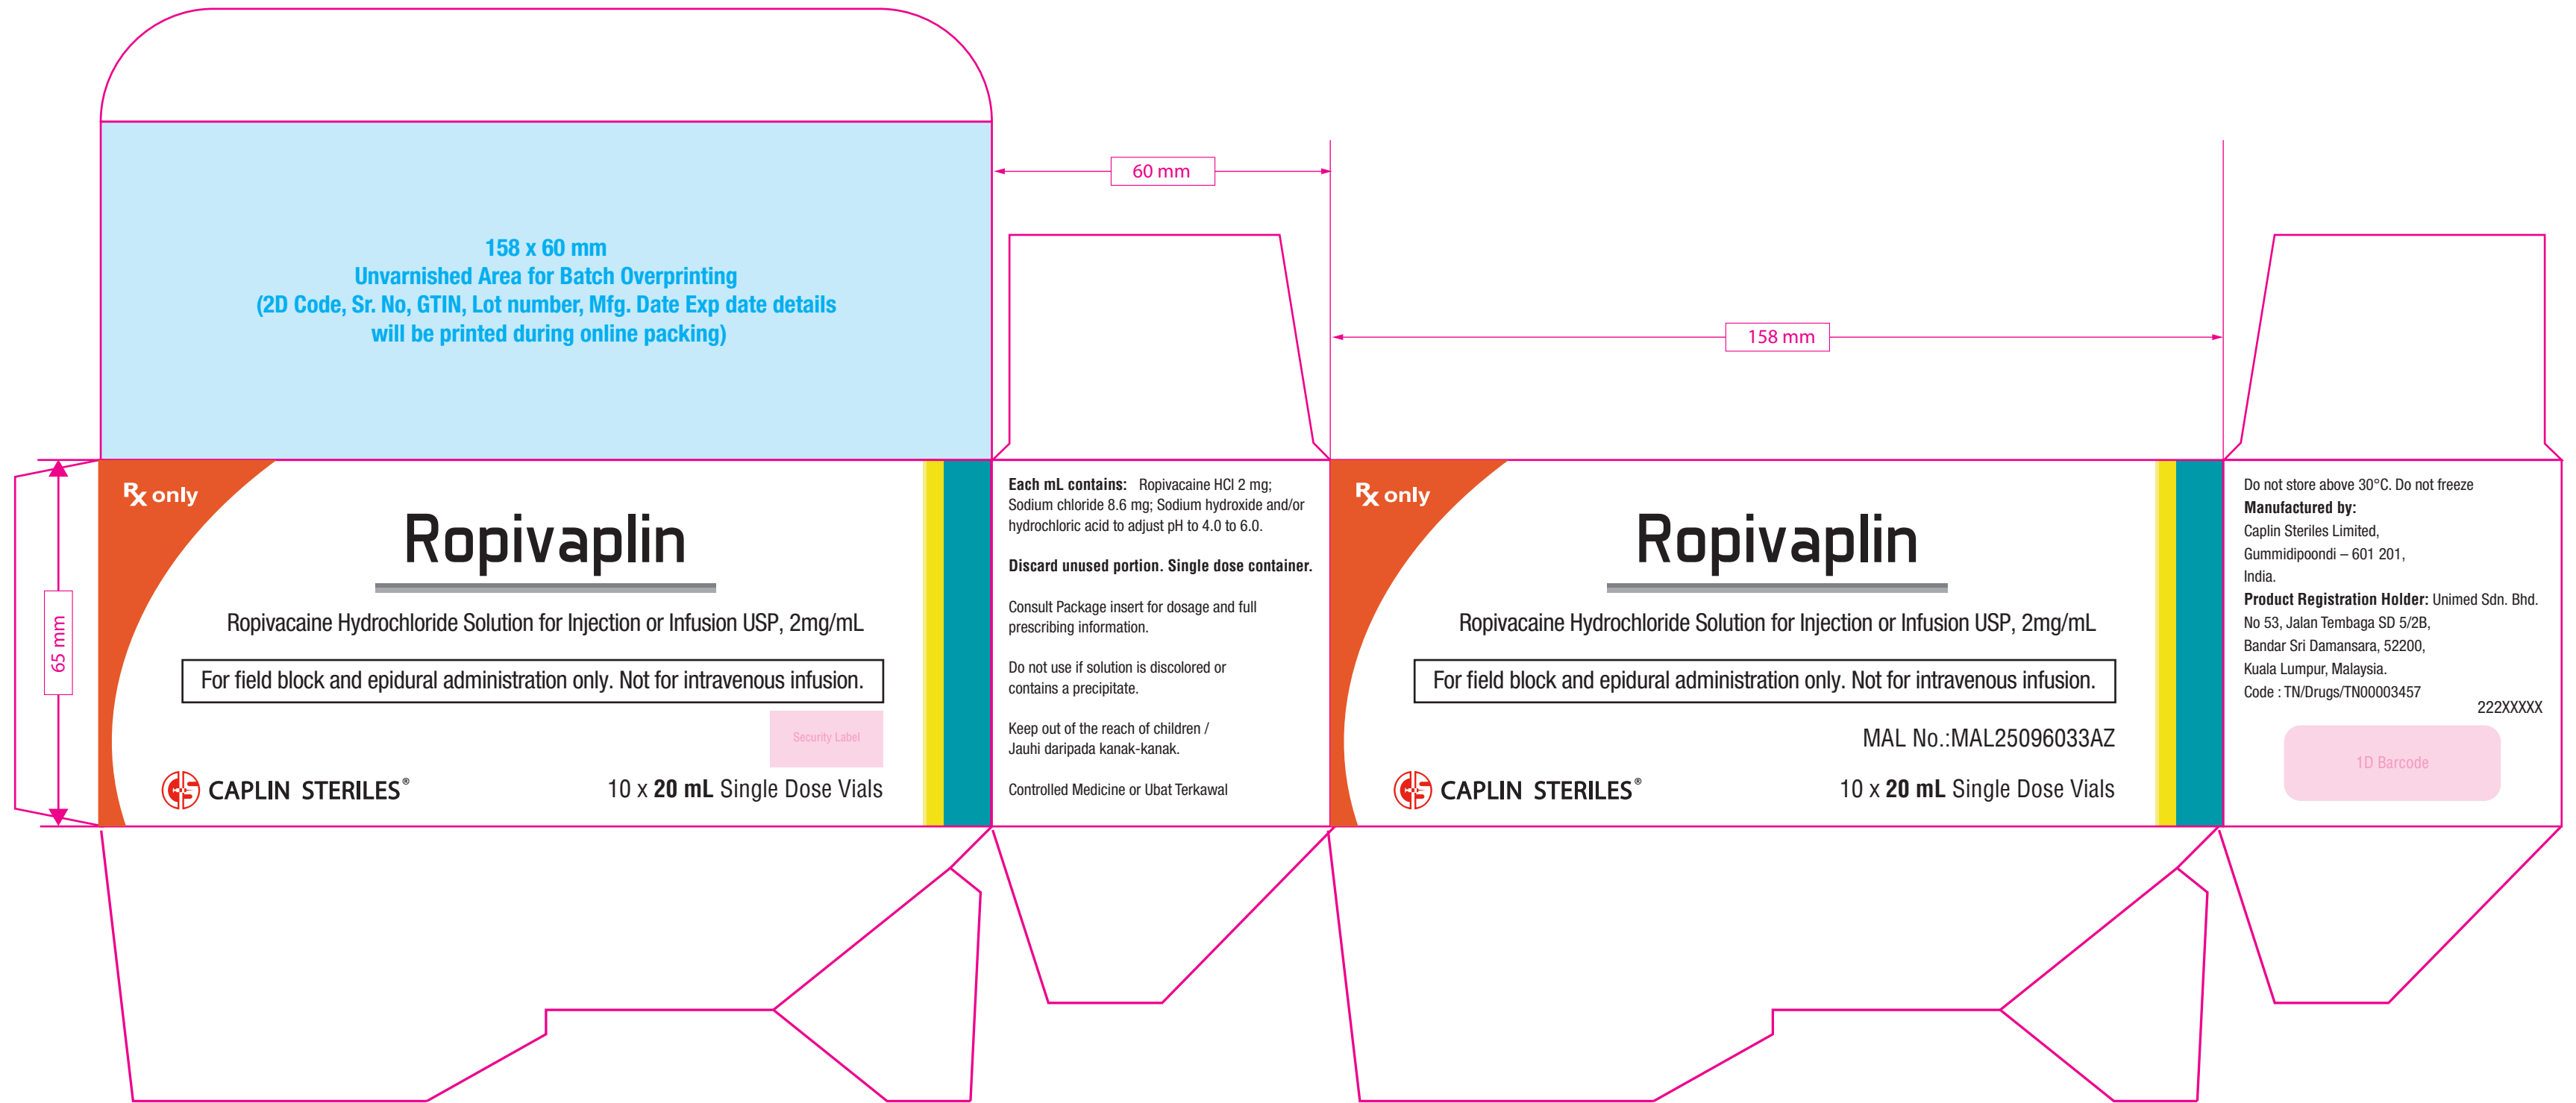 158 x 60 mm
Unvarnished Area for Batch Overprinting
(2D Code, Sr. No, GTIN, Lot number, Mfg. Date Exp date details
will be printed during online packing)
60 mm
158 mm
65 mm
Rx only
Ropivaplin
Ropivacaine Hydrochloride Solution for Injection or Infusion USP, 2mg/mL
For field block and epidural administration only. Not for intravenous infusion.
Security Label
CAPLIN STERILES®
10 x 20 mL Single Dose Vials
Each mL contains: Ropivacaine HCl 2 mg;
Sodium chloride 8.6 mg; Sodium hydroxide and/or
hydrochloric acid to adjust pH to 4.0 to 6.0.
Discard unused portion. Single dose container.
Consult Package insert for dosage and full
prescribing information.
Do not use if solution is discolored or
contains a precipitate.
Keep out of the reach of children /
Jauhi daripada kanak-kanak.
Controlled Medicine or Ubat Terkawal
Rx only
Ropivaplin
Ropivacaine Hydrochloride Solution for Injection or Infusion USP, 2mg/mL
For field block and epidural administration only. Not for intravenous infusion.
MAL No.:MAL25096033AZ
CAPLIN STERILES®
10 x 20 mL Single Dose Vials
Do not store above 30°C. Do not freeze
Manufactured by:
Caplin Steriles Limited,
Gummidipoondi – 601 201,
India.
Product Registration Holder: Unimed Sdn. Bhd.
No 53, Jalan Tembaga SD 5/2B,
Bandar Sri Damansara, 52200,
Kuala Lumpur, Malaysia.
Code : TN/Drugs/TN00003457
222XXXXX
1D Barcode